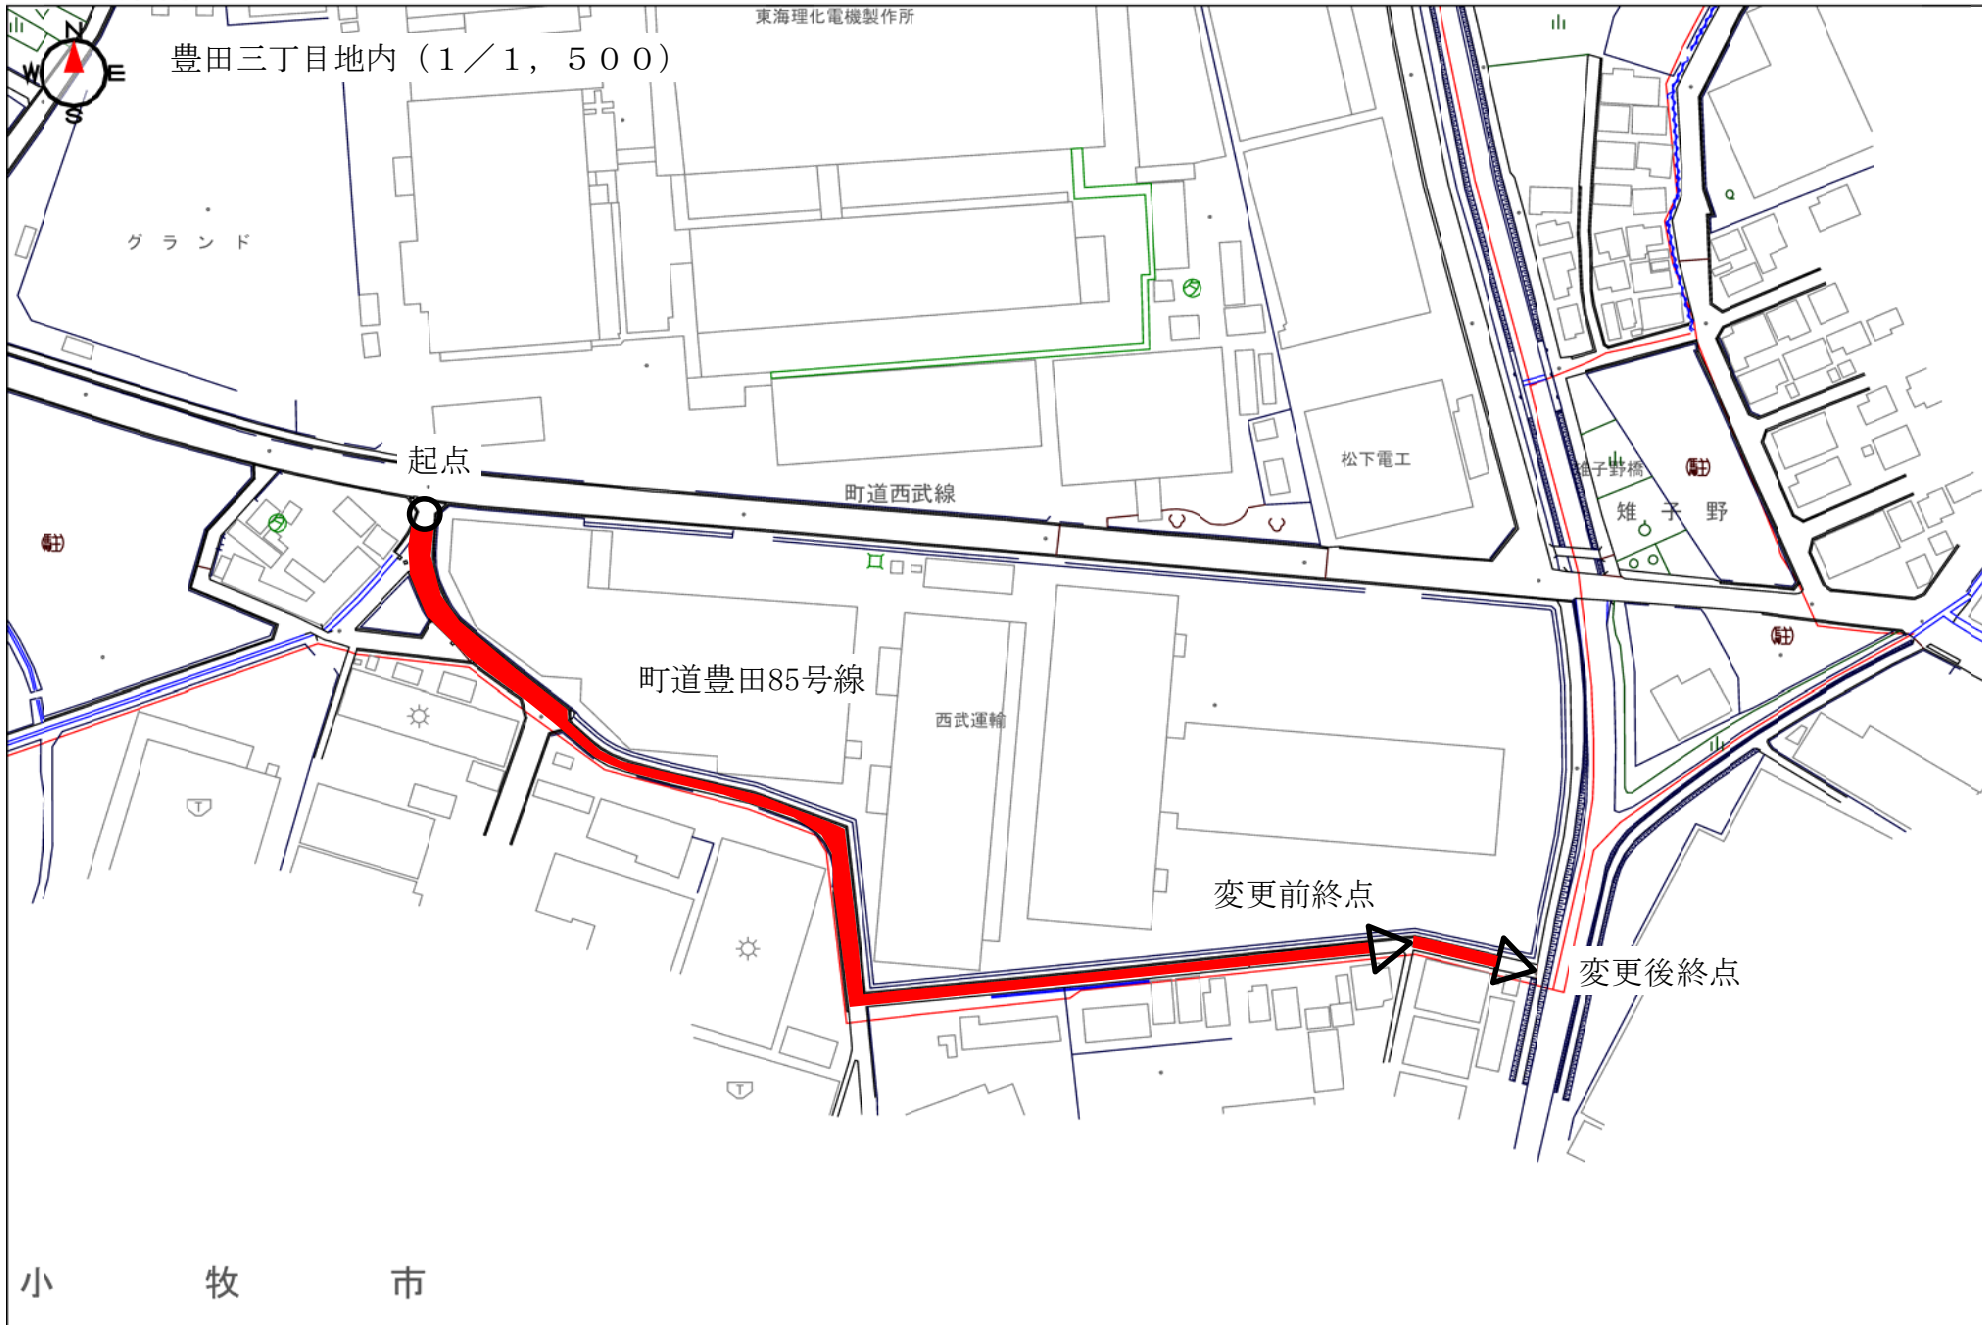 東海理化電機製作所
N
W E
S
豊田三丁目地内（１／１，５００）
グランド
起点
町道西武線
松下電工
雉子野橋
駐
雉子野
駐
駐
町道豊田85号線
西武運輸
T
変更前終点
変更後終点
T
小牧市